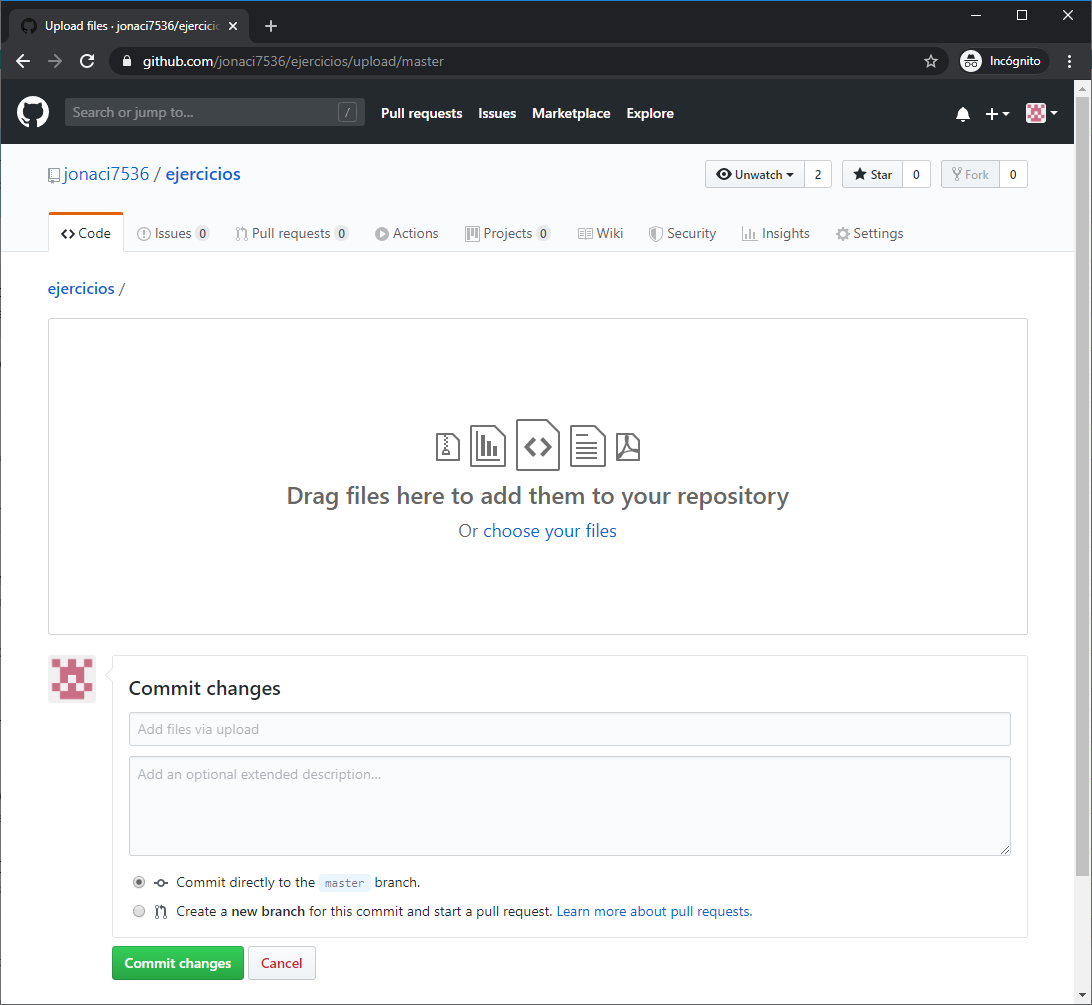 Upload files · jonaci7536/ejercicio
github.com/jonaci7536/ejercicios/upload/master
Incógnito
Search or jump to...
/
Pull requests
Issues
Marketplace
Explore
jonaci7536 / ejercicios
Unwatch
2
Star
0
Fork
0
Code
Issues 0
Pull requests 0
Actions
Projects 0
Wiki
Security
Insights
Settings
ejercicios /
Drag files here to add them to your repository
Or choose your files
Commit changes
Add files via upload
Add an optional extended description...
Commit directly to the master branch.
Create a new branch for this commit and start a pull request. Learn more about pull requests.
Commit changes
Cancel